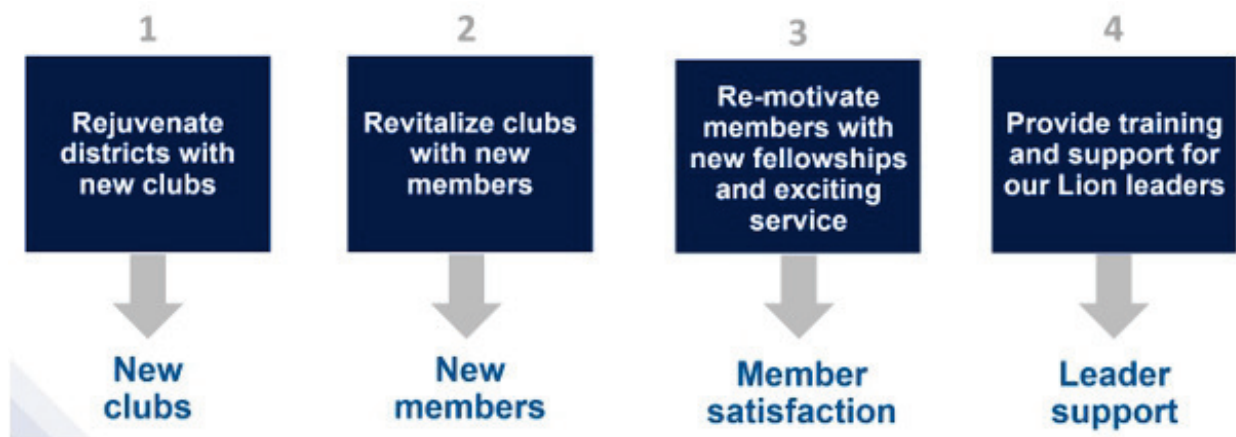 1
Rejuvenate
districts with
new clubs
New
clubs
2
Revitalize clubs
with new
members
New
members
3
Re-motivate
members with
new fellowships
and exciting
service
Member
satisfaction
4
Provide training
and support for
our Lion leaders
Leader
support